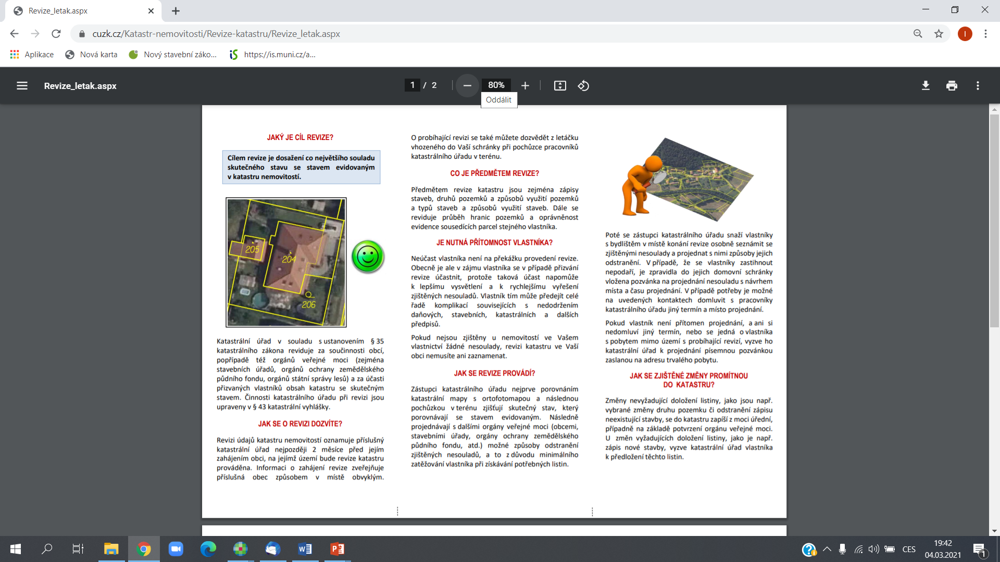 Revize_letak.aspx
cuzk.cz/Katastr-nemovitosti/Revize-katastru/Revize_letak.aspx
I
Aplikace
Nová karta
Nový stavební záko...
https://is.muni.cz/a...
Revize_letak.aspx
1 / 2
80%
Oddálit
JAKÝ JE CÍL REVIZE?
Cílem revize je dosažení co největšího souladu
skutečného stavu se stavem evidovaným
v katastru nemovitostí.
205
204
206
Katastrální úřad v souladu s ustanovením § 35
katastrálního zákona reviduje za součinnosti obcí,
popřípadě též orgánů veřejné moci (zejména
stavebních úřadů, orgánů ochrany zemědělského
půdního fondu, orgánů státní správy lesů) a za účasti
přizvaných vlastníků obsah katastru se skutečným
stavem. Činnosti katastrálního úřadu při revizi jsou
upraveny v § 43 katastrální vyhlášky.
JAK SE O REVIZI DOZVÍTE?
Revizi údajů katastru nemovitostí oznamuje příslušný
katastrální úřad nejpozději 2 měsíce před jejím
zahájením obci, na jejímž území bude revize katastru
prováděna. Informaci o zahájení revize zveřejňuje
příslušná obec způsobem v místě obvyklým.
O probíhající revizi se také můžete dozvědět z letáčku
vhozeného do Vaší schránky při pochůzce pracovníků
katastrálního úřadu v terénu.
CO JE PŘEDMĚTEM REVIZE?
Předmětem revize katastru jsou zejména zápisy
staveb, druhů pozemků a způsobů využití pozemků
a typů staveb a způsobů využití staveb. Dále se
reviduje průběh hranic pozemků a oprávněnost
evidence sousedících parcel stejného vlastníka.
JE NUTNÁ PŘÍTOMNOST VLASTNÍKA?
Neúčast vlastníka není na překážku provedení revize.
Obecně je ale v zájmu vlastníka se v případě přizvání
revize účastnit, protože taková účast napomůže
k lepšímu vysvětlení a k rychlejšímu vyřešení
zjištěných nesouladů. Vlastník tím může předejít celé
řadě komplikací souvisejících s nedodržením
daňových, stavebních, katastrálních a dalších
předpisů.
Pokud nejsou zjištěny u nemovitostí ve Vašem
vlastnictví žádné nesoulady, revizi katastru ve Vaší
obci nemusíte ani zaznamenat.
JAK SE REVIZE PROVÁDÍ?
Zástupci katastrálního úřadu nejprve porovnáním
katastrální mapy s ortofotomapou a následnou
pochůzkou v terénu zjišťují skutečný stav, který
porovnávají se stavem evidovaným. Následně
projednávají s dalšími orgány veřejné moci (obcemi,
stavebními úřady, orgány ochrany zemědělského
půdního fondu, atd.) možné způsoby odstranění
zjištěných nesouladů, a to z důvodu minimálního
zatěžování vlastníka při získávání potřebných listin.
Poté se zástupci katastrálního úřadu snaží vlastníky
s bydlištěm v místě konání revize osobně seznámit se
zjištěnými nesoulady a projednat s nimi způsoby jejich
odstranění. V případě, že se vlastníky zastihnout
nepodaří, je zpravidla do jejich domovní schránky
vložena pozvánka na projednání nesouladu s návrhem
místa a času projednání. V případě potřeby je možné
na uvedených kontaktech domluvit s pracovníky
katastrálního úřadu jiný termín a místo projednání.
Pokud vlastník není přítomen projednání, a ani si
nedomluví jiný termín, nebo se jedná o vlastníka
s pobytem mimo území s probíhající revizí, vyzve ho
katastrální úřad k projednání písemnou pozvánkou
zaslanou na adresu trvalého pobytu.
JAK SE ZJIŠTĚNÉ ZMĚNY PROMÍTNOU
DO KATASTRU?
Změny nevyžadující doložení listiny, jako jsou např.
vybrané změny druhu pozemku či odstranění zápisu
neexistující stavby, se do katastru zapíší z moci úřední,
případně na základě potvrzení orgánu veřejné moci.
U změn vyžadujících doložení listiny, jako je např.
zápis nové stavby, vyzve katastrální úřad vlastníka
k předložení těchto listin.
CES
19:42
04.03.2021
1